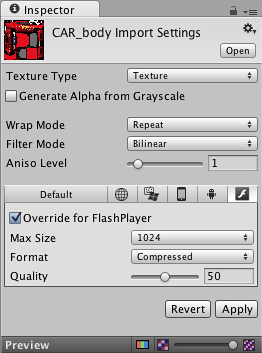 Inspector
CAR_body Import Settings
Open
Texture Type Texture
Generate Alpha from Grayscale
Wrap Mode Repeat
Filter Mode Bilinear
Aniso Level 1
Default
Override for FlashPlayer
Max Size 1024
Format Compressed
Quality 50
Revert Apply
Preview